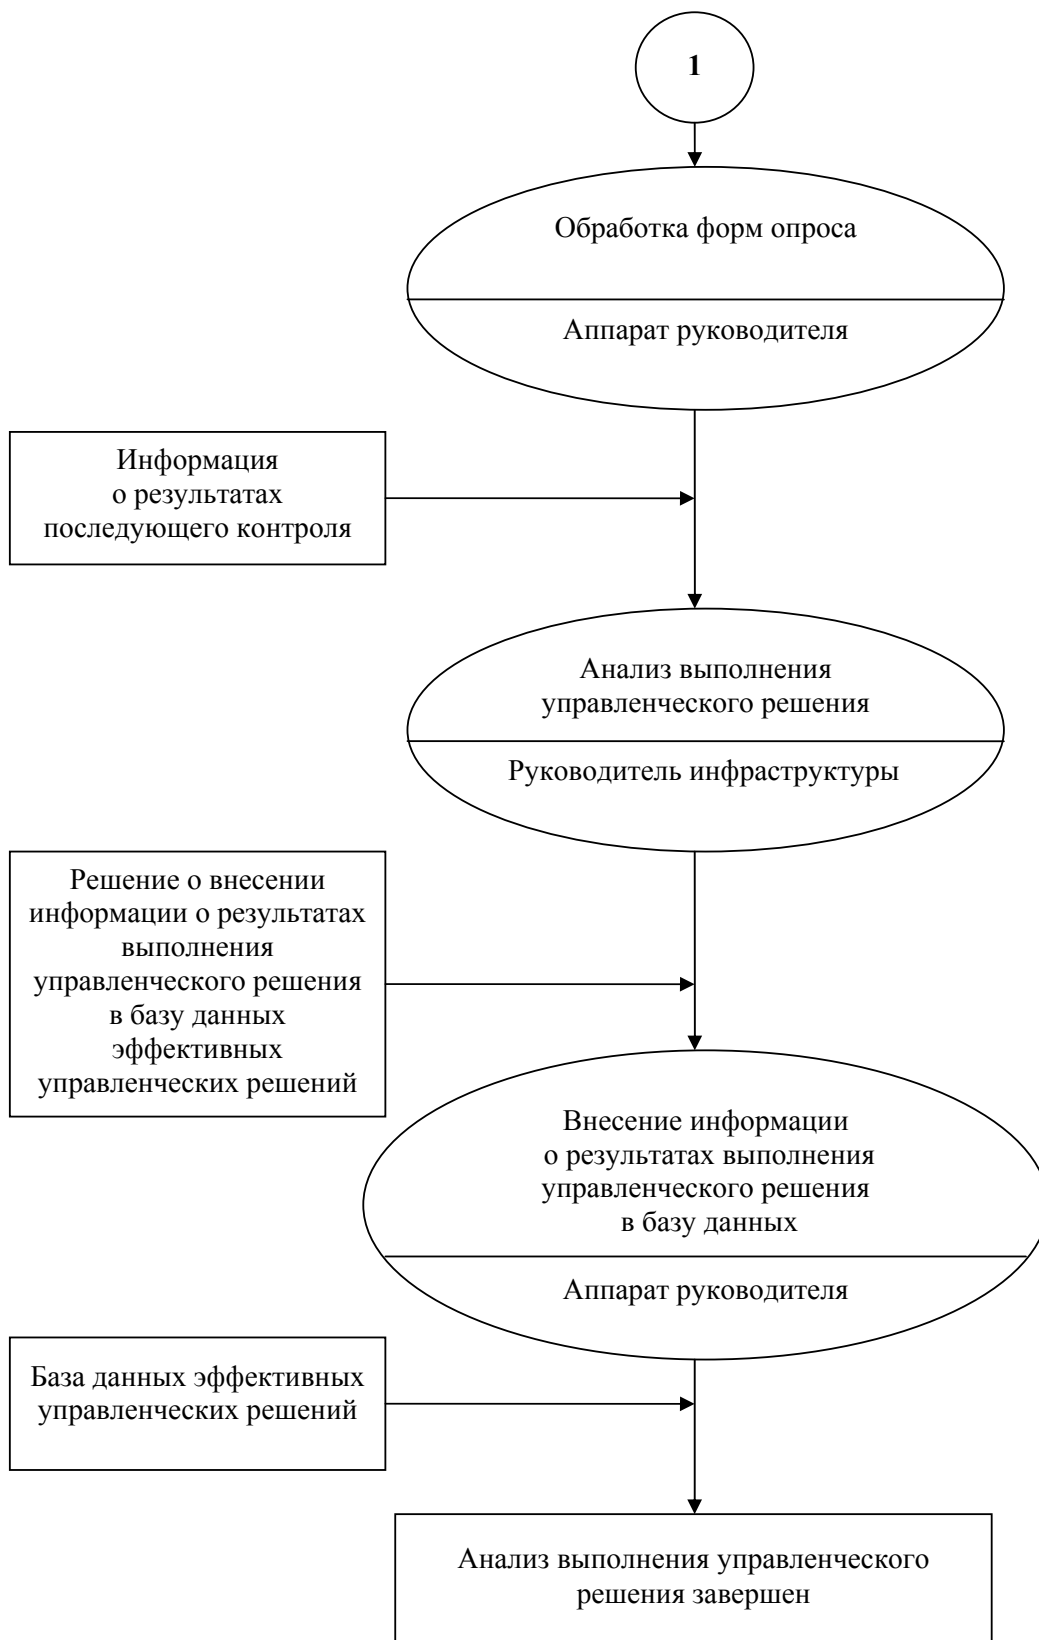 1
Обработка форм опроса
Аппарат руководителя
Информация
о результатах
последующего контроля
Анализ выполнения
управленческого решения
Руководитель инфраструктуры
Решение о внесении
информации о результатах
выполнения
управленческого решения
в базу данных
эффективных
управленческих решений
Внесение информации
о результатах выполнения
управленческого решения
в базу данных
Аппарат руководителя
База данных эффективных
управленческих решений
Анализ выполнения управленческого
решения завершен